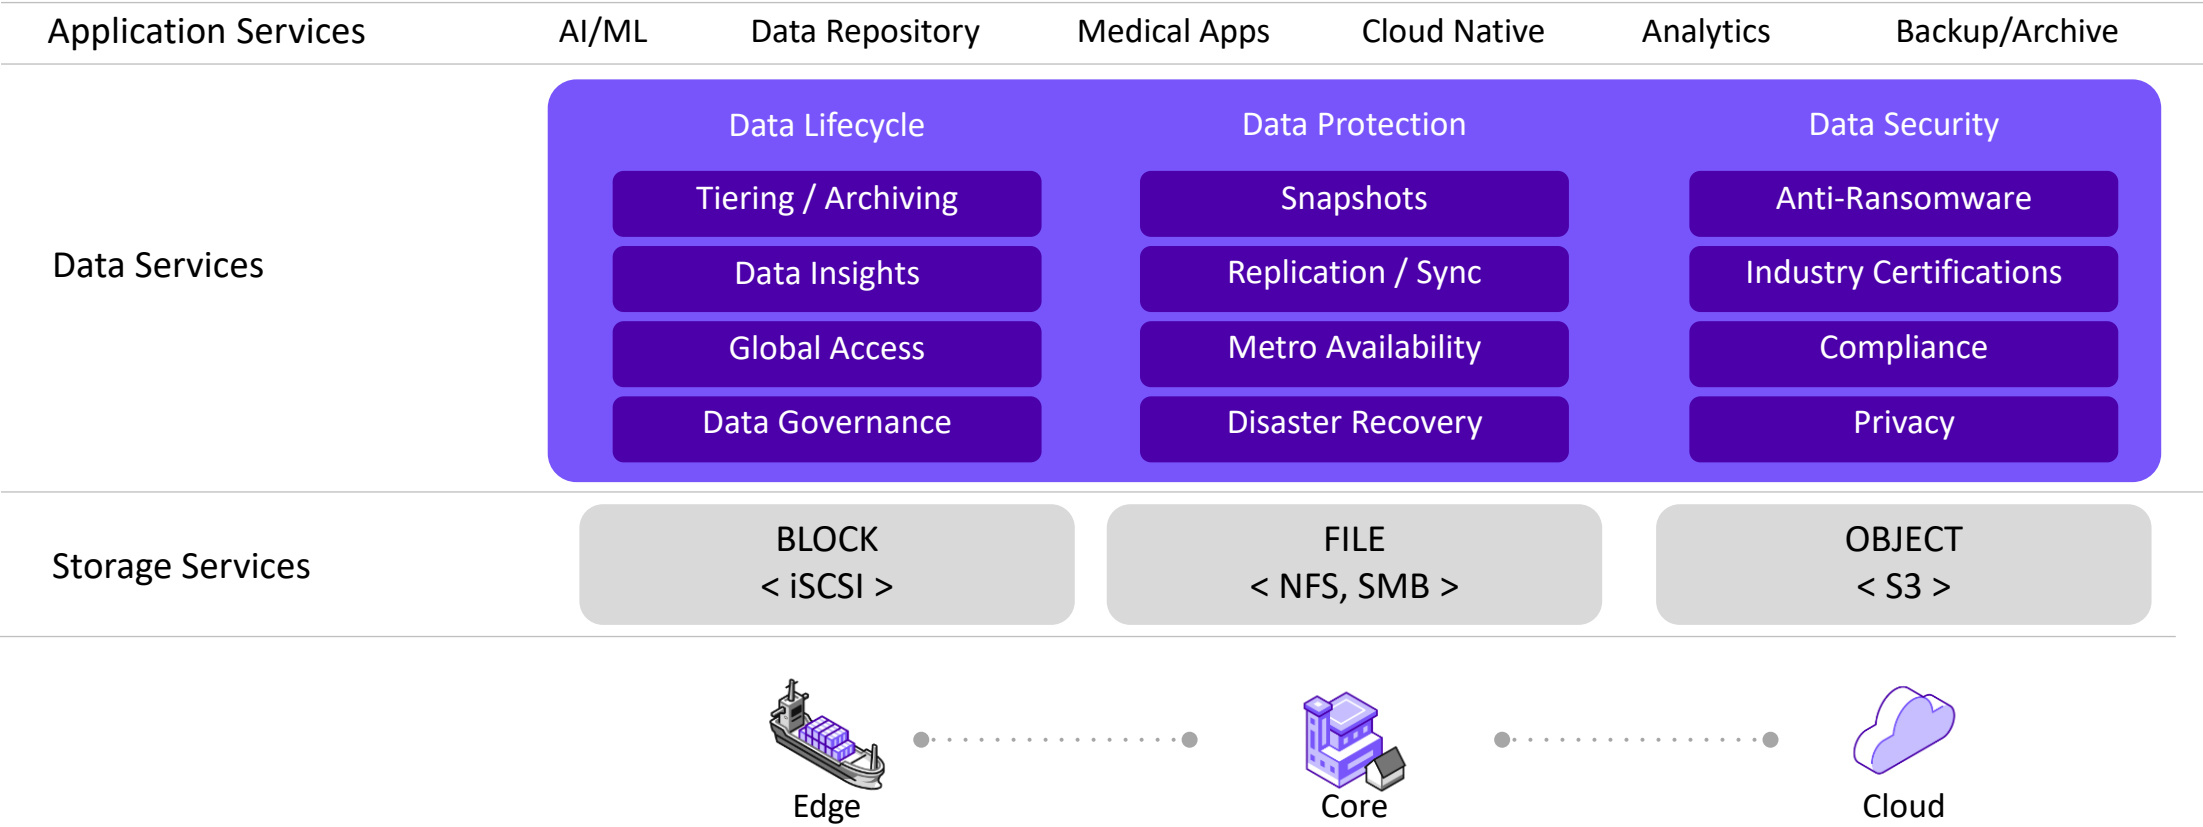 Application Services
AI/ML
Data Repository
Medical Apps
Cloud Native
Analytics
Backup/Archive
Data Services
Data Lifecycle
Tiering / Archiving
Data Insights
Global Access
Data Governance
Data Protection
Snapshots
Replication / Sync
Metro Availability
Disaster Recovery
Data Security
Anti-Ransomware
Industry Certifications
Compliance
Privacy
Storage Services
BLOCK
< iSCSI >
FILE
< NFS, SMB >
OBJECT
< S3 >
Edge
Core
Cloud